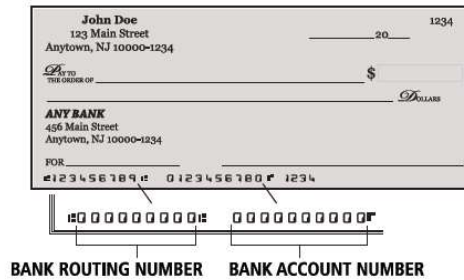 John Doe 1234
123 Main Street 20
Anytown, NJ 10000-1234
PAY TO
THE ORDER OF $
DOLLARS
ANY BANK
456 Main Street
Anytown, NJ 10000-1234
FOR
⑆123456789⑆ 0123456780⑈ 1234
⑆000000000⑆ 0000000000⑈
BANK ROUTING NUMBER BANK ACCOUNT NUMBER